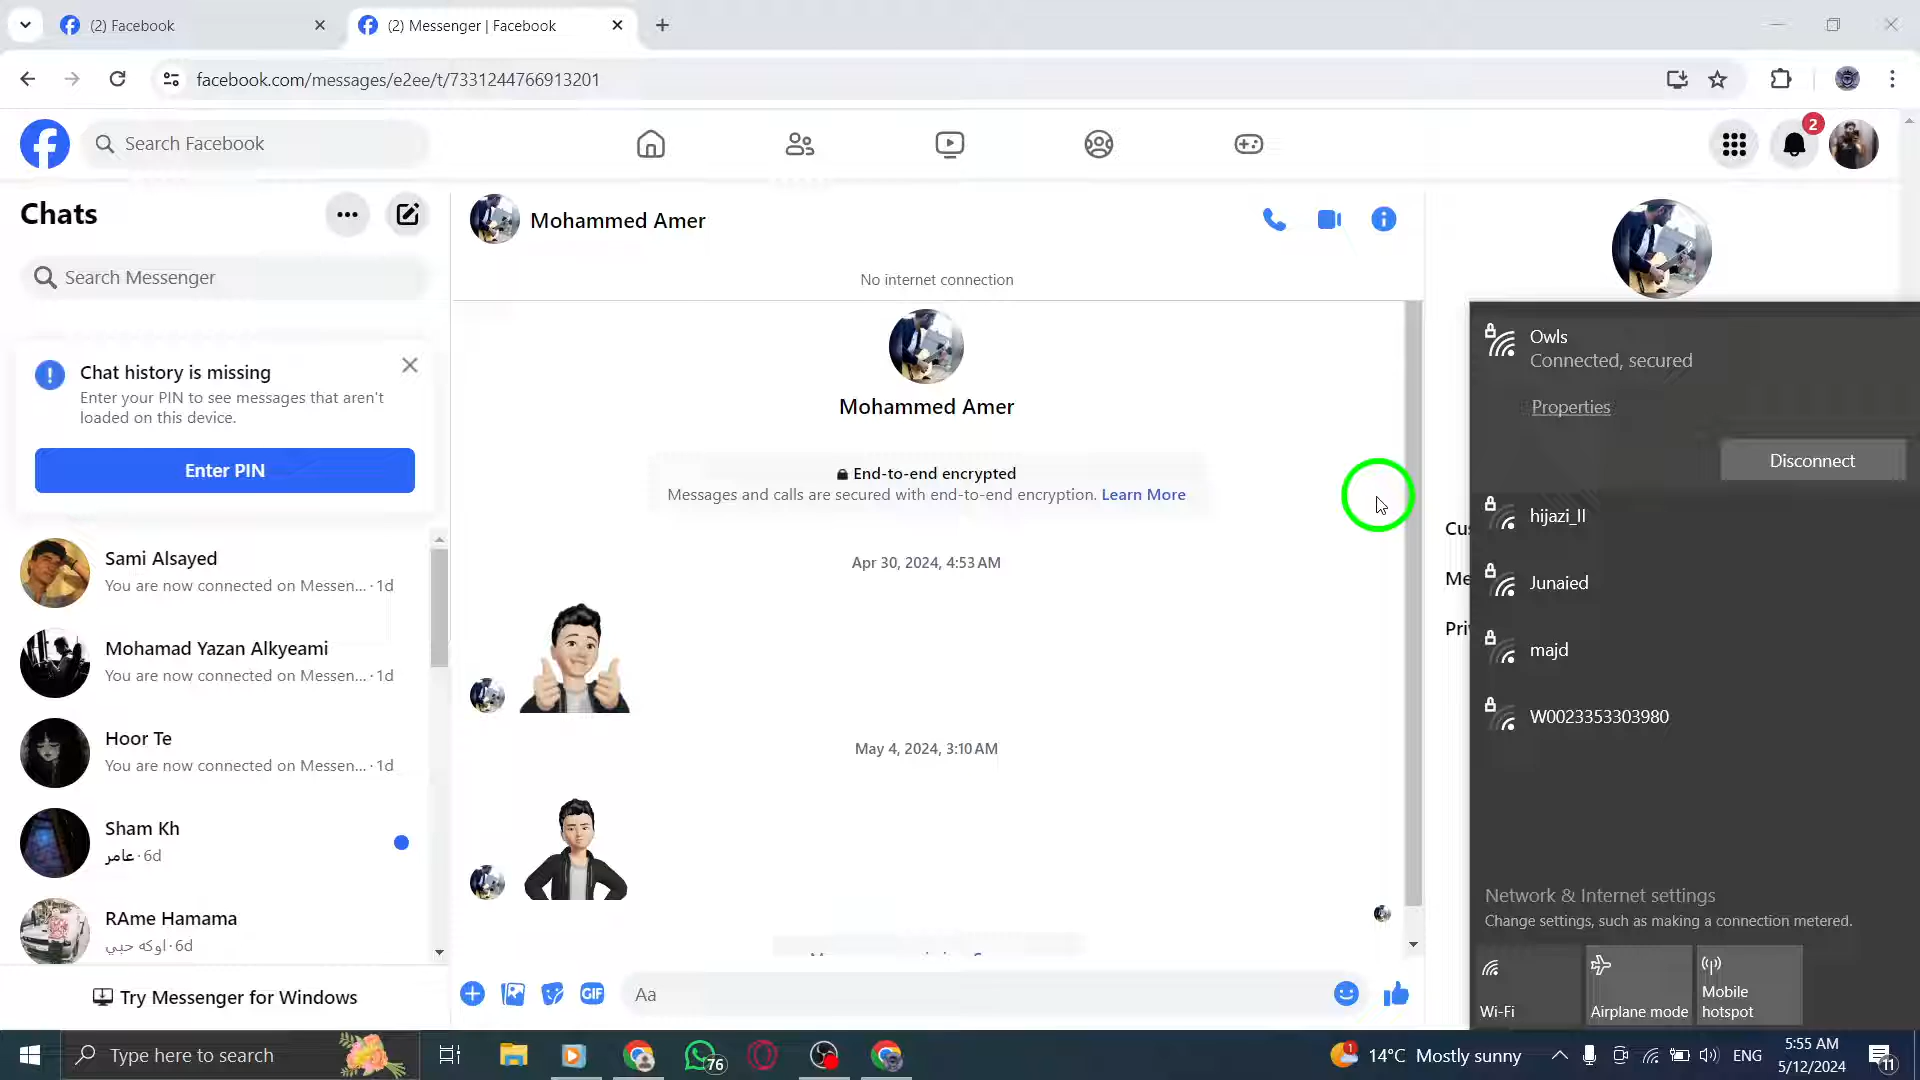 (2) Facebook
(2) Messenger | Facebook
facebook.com/messages/e2ee/t/7331244766913201
Search Facebook
2
Chats
Search Messenger
Chat history is missing
Enter your PIN to see messages that aren't
loaded on this device.
Enter PIN
Sami Alsayed
You are now connected on Messen... · 1d
Mohamad Yazan Alkyeami
You are now connected on Messen... · 1d
Hoor Te
You are now connected on Messen... · 1d
Sham Kh
عامر · 6d
RAme Hamama
اوكه حبي · 6d
Try Messenger for Windows
Mohammed Amer
No internet connection
Mohammed Amer
End-to-end encrypted
Messages and calls are secured with end-to-end encryption. Learn More
Apr 30, 2024, 4:53 AM
May 4, 2024, 3:10 AM
GIF
Aa
Cus
Me
Pri
Owls
Connected, secured
Properties
Disconnect
hijazi_ll
Junaied
majd
W0023353303980
Network & Internet settings
Change settings, such as making a connection metered.
Wi-Fi
Airplane mode
Mobile
hotspot
Type here to search
76
1
14°C Mostly sunny
ENG
5:55 AM
5/12/2024
11